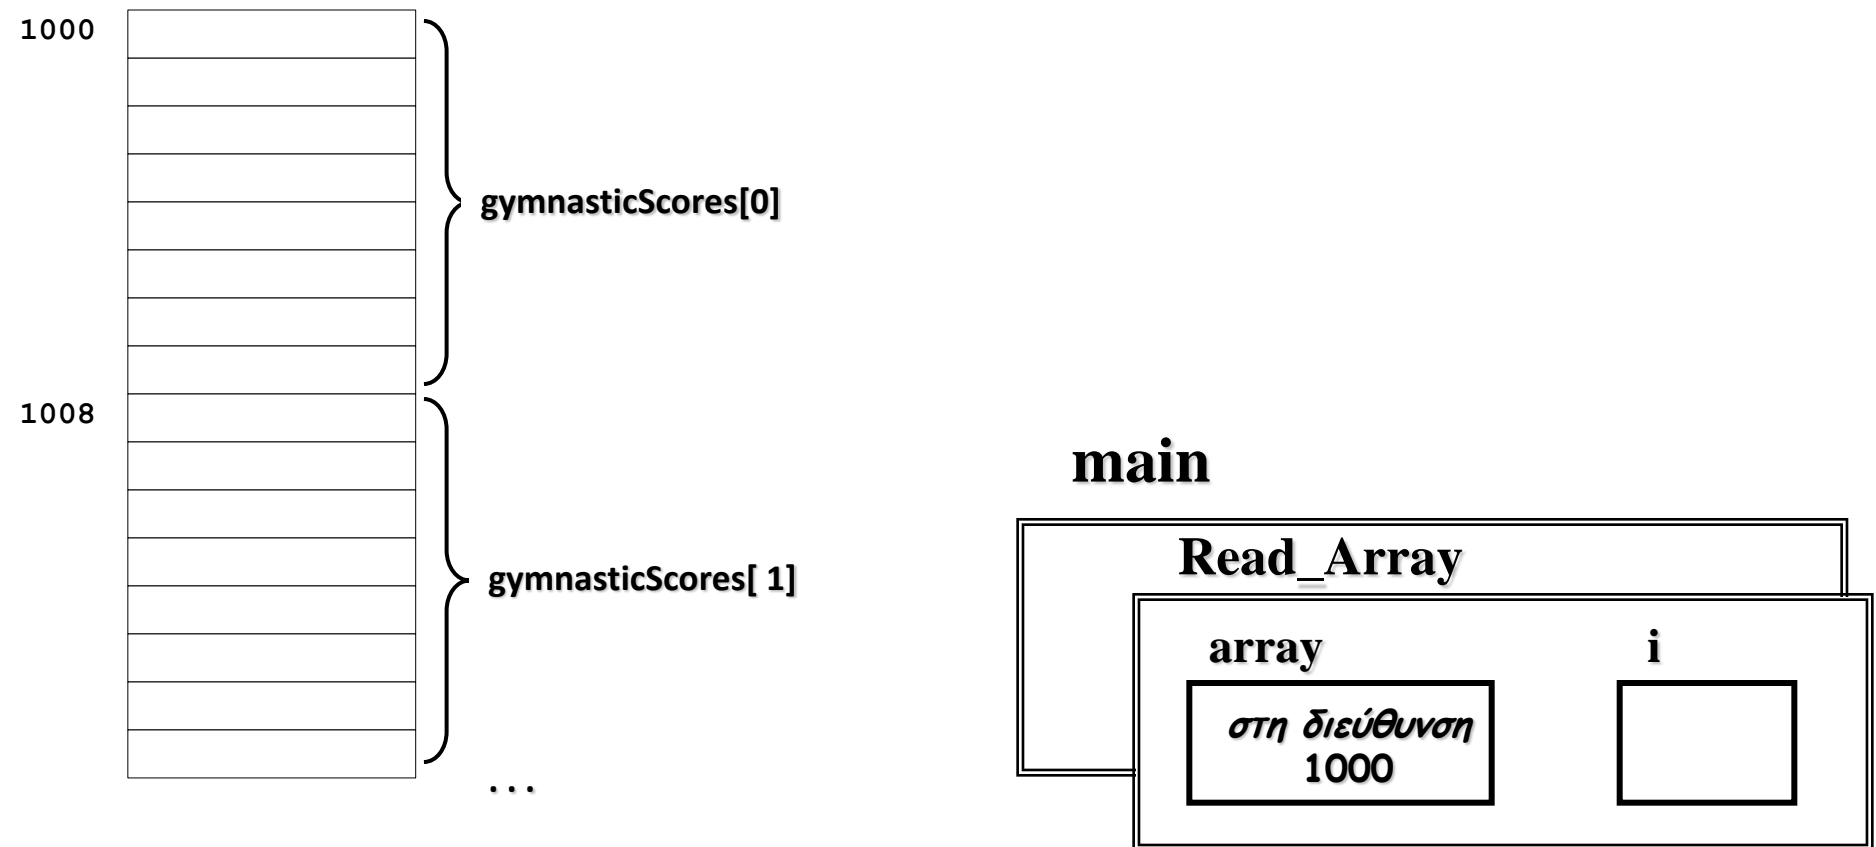 1000
gymnasticScores[0]
1008
gymnasticScores[ 1]
...
main
Read_Array
array
i
στη διεύθυνση
1000